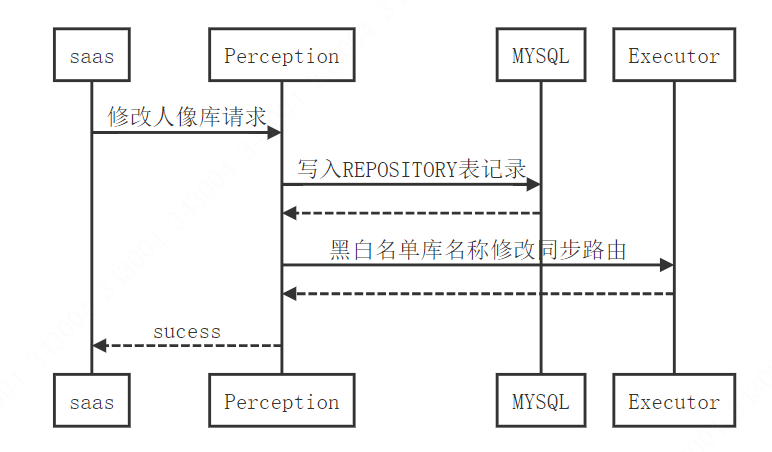 saas
Perception
MYSQL
Executor
修改人像库请求
写入REPOSITORY表记录
黑白名单库名称修改同步路由
sucess
saas
Perception
MYSQL
Executor